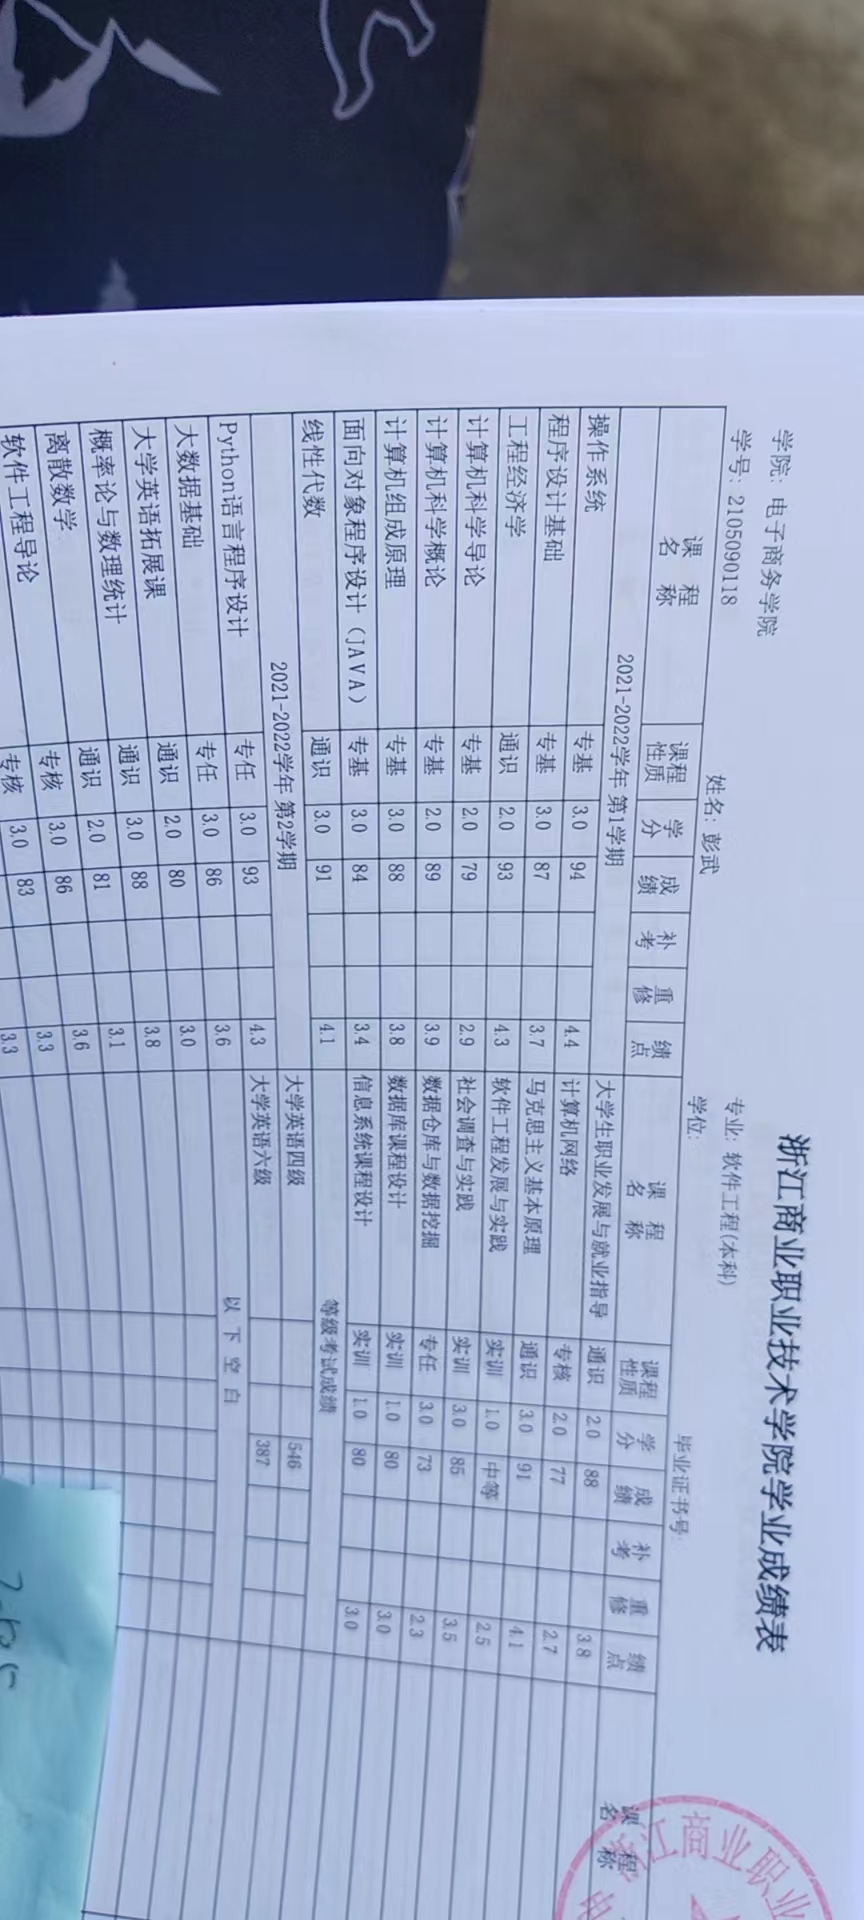 浙江商业职业技术学院学业成绩表
学院: 电子商务学院
专业: 软件工程(本科)
毕业证书号:
学号: 2105090118
姓名: 彭武
学位:
课程名称 课程性质 学分 成绩 补考 重修 绩点 课程名称 课程性质 学分 成绩 补考 重修 绩点 课程名称
2021-2022学年 第1学期 大学生职业发展与就业指导 通识 2.0 88 3.8
操作系统 专基 3.0 94 4.4 计算机网络 专核 2.0 77 2.7
程序设计基础 专基 3.0 87 3.7 马克思主义基本原理 通识 3.0 91 4.1
工程经济学 通识 2.0 93 4.3 软件工程发展与实践 实训 1.0 中等 2.5
计算机科学导论 专基 2.0 79 2.9 社会调查与实践 实训 3.0 85 3.5
计算机科学概论 专基 2.0 89 3.9 数据仓库与数据挖掘 专任 3.0 73 2.3
计算机组成原理 专基 3.0 88 3.8 数据库课程设计 实训 1.0 80 3.0
面向对象程序设计(JAVA) 专基 3.0 84 3.4 信息系统课程设计 实训 1.0 80 3.0
线性代数 通识 3.0 91 4.1 等级考试成绩
2021-2022学年 第2学期 大学英语四级 546
Python语言程序设计 专任 3.0 93 4.3 大学英语六级 387
大数据基础 专任 3.0 86 3.6 以下空白
大学英语拓展课 通识 2.0 80 3.0
概率论与数理统计 通识 3.0 88 3.8
离散数学 通识 2.0 81 3.1
软件工程导论 专核 3.0 86 3.6
专核 3.0 83 3.3
3.3
浙江商业职业